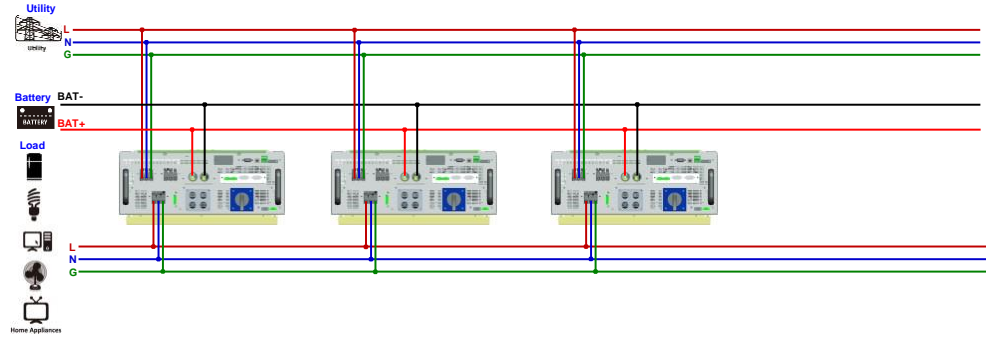 Utility
L
N
G
Utility
Battery
BAT-
BATTERY
BAT+
Load
L
N
G
Home Appliances